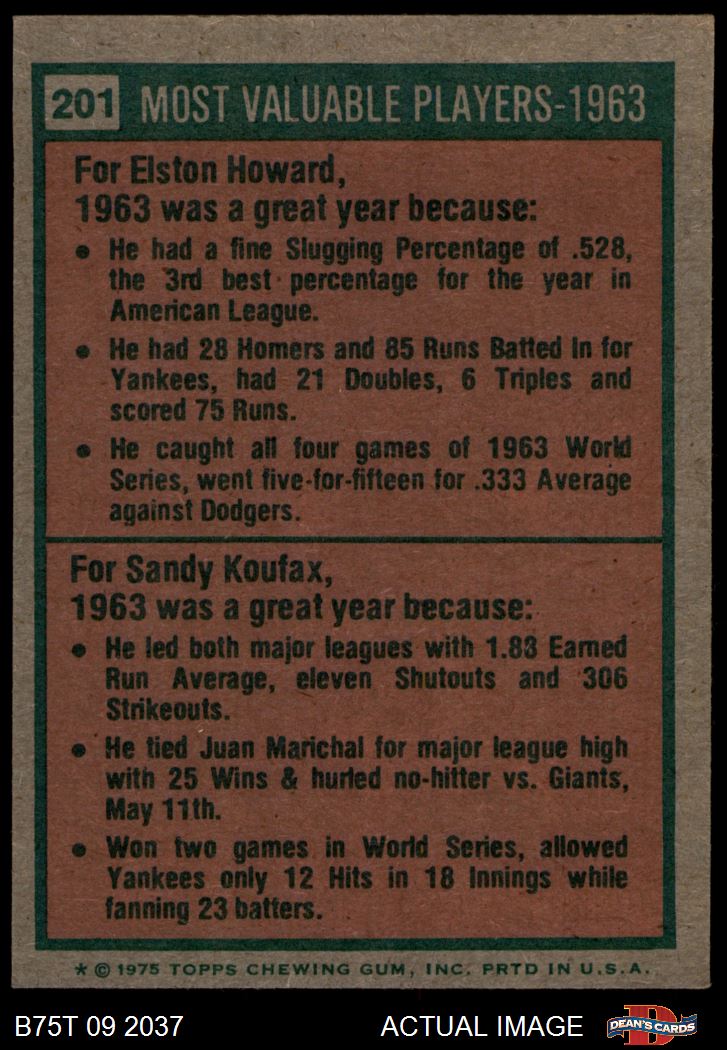 201 MOST VALUABLE PLAYERS-1963
For Elston Howard,
1963 was a great year because:
• He had a fine Slugging Percentage of .528,
the 3rd best percentage for the year in
American League.
• He had 28 Homers and 85 Runs Batted In for
Yankees, had 21 Doubles, 6 Triples and
scored 75 Runs.
• He caught all four games of 1963 World
Series, went five-for-fifteen for .333 Average
against Dodgers.
For Sandy Koufax,
1963 was a great year because:
• He led both major leagues with 1.88 Earned
Run Average, eleven Shutouts and 306
Strikeouts.
• He tied Juan Marichal for major league high
with 25 Wins & hurled no-hitter vs. Giants,
May 11th.
• Won two games in World Series, allowed
Yankees only 12 Hits in 18 Innings while
fanning 23 batters.
* © 1975 TOPPS CHEWING GUM, INC. PRTD IN U.S.A.
B75T 09 2037 ACTUAL IMAGE D DEAN'S CARDS